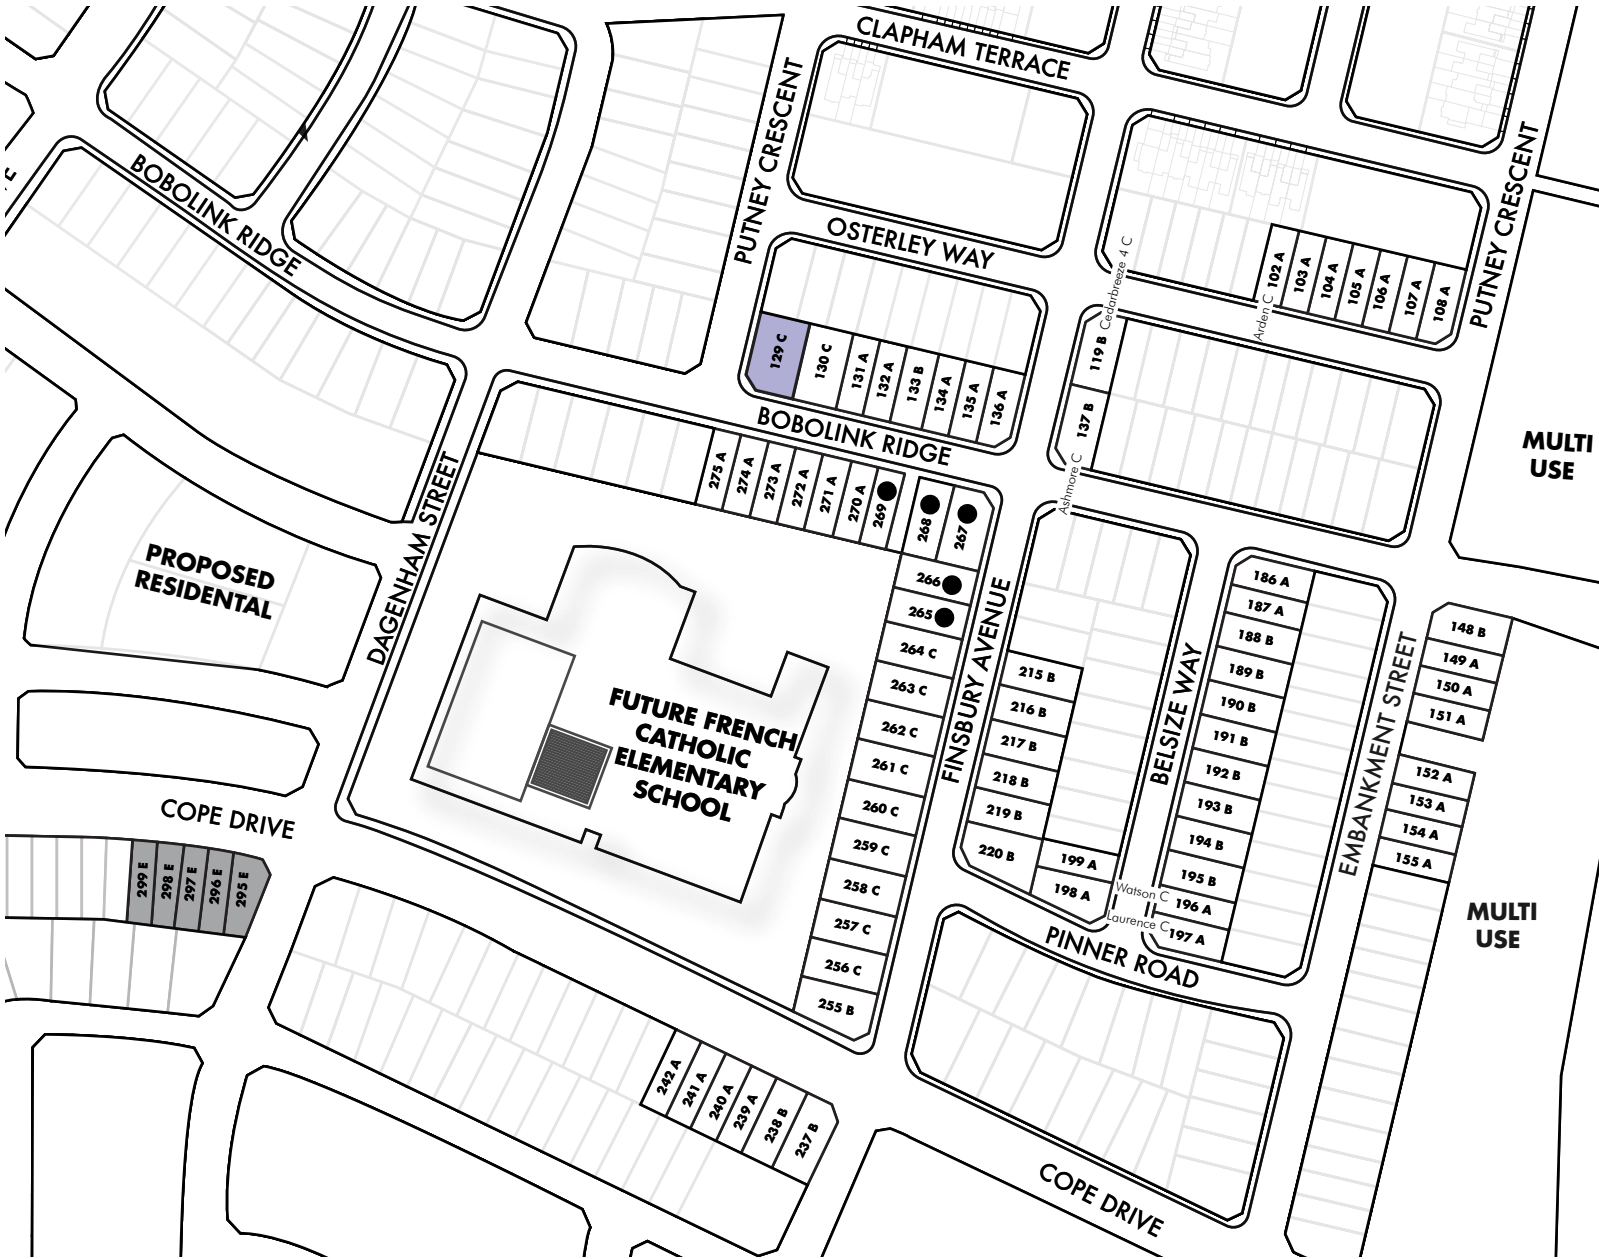 CLAPHAM TERRACE
PUTNEY CRESCENT
PUTNEY CRESCENT
BOBOLINK RIDGE
OSTERLEY WAY
Cedarbreeze 4 C
Arden C
102 A
103 A
104 A
105 A
106 A
107 A
108 A
119 B
137 B
129 C
130 C
131 A
132 A
133 B
134 A
135 A
136 A
BOBOLINK RIDGE
Ashmore C
MULTI
USE
275 A
274 A
273 A
272 A
271 A
270 A
269
268
267
266
265
264 C
263 C
262 C
261 C
260 C
259 C
258 C
257 C
256 C
255 B
DAGENHAM STREET
PROPOSED
RESIDENTAL
FUTURE FRENCH
CATHOLIC
ELEMENTARY
SCHOOL
FINSBURY AVENUE
215 B
216 B
217 B
218 B
219 B
220 B
199 A
198 A
BELSIZE WAY
186 A
187 A
188 B
189 B
190 B
191 B
192 B
193 B
194 B
195 B
196 A
197 A
Watson C
Laurence C
EMBANKMENT STREET
148 B
149 A
150 A
151 A
152 A
153 A
154 A
155 A
MULTI
USE
PINNER ROAD
COPE DRIVE
299 E
298 E
297 E
296 E
295 E
242 A
241 A
240 A
239 A
238 B
237 B
COPE DRIVE